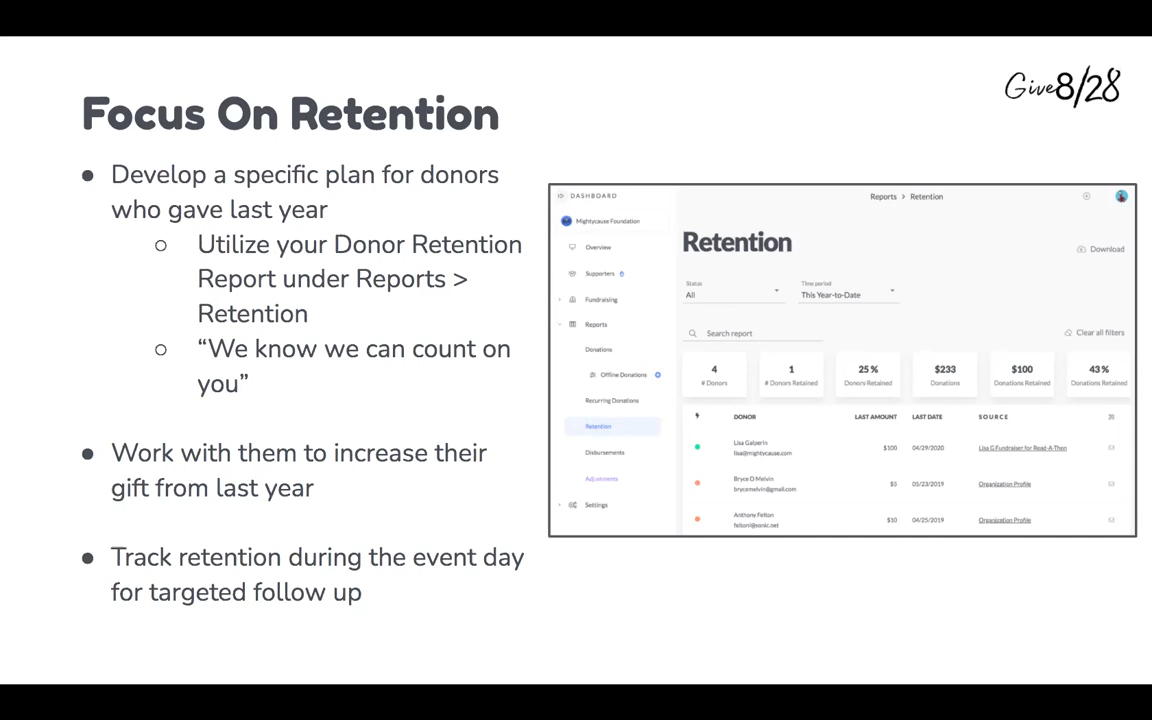 Give8/28
Focus On Retention
● Develop a specific plan for donors
who gave last year
○ Utilize your Donor Retention
Report under Reports >
Retention
○ “We know we can count on
you”
● Work with them to increase their
gift from last year
● Track retention during the event day
for targeted follow up
DASHBOARD
Mightycause Foundation
Overview
Supporters
Fundraising
Reports
Donations
Offline Donations
Recurring Donations
Retention
Disbursements
Adjustments
Settings
Reports > Retention
Retention
Download
Status
All
Time period
This Year-to-Date
Search report
Clear all filters
4
# Donors
1
# Donors Retained
25 %
Donors Retained
$233
Donations
$100
Donations Retained
43 %
Donations Retained
DONOR LAST AMOUNT LAST DATE SOURCE
Lisa Galperin
lisa@mightycause.com
$100 04/29/2020 Lisa G Fundraiser for Read-A-Thon
Bryce D Melvin
brycemelvin@gmail.com
$5 05/23/2019 Organization Profile
Anthony Felton
feltoni@sonic.net
$10 04/25/2019 Organization Profile